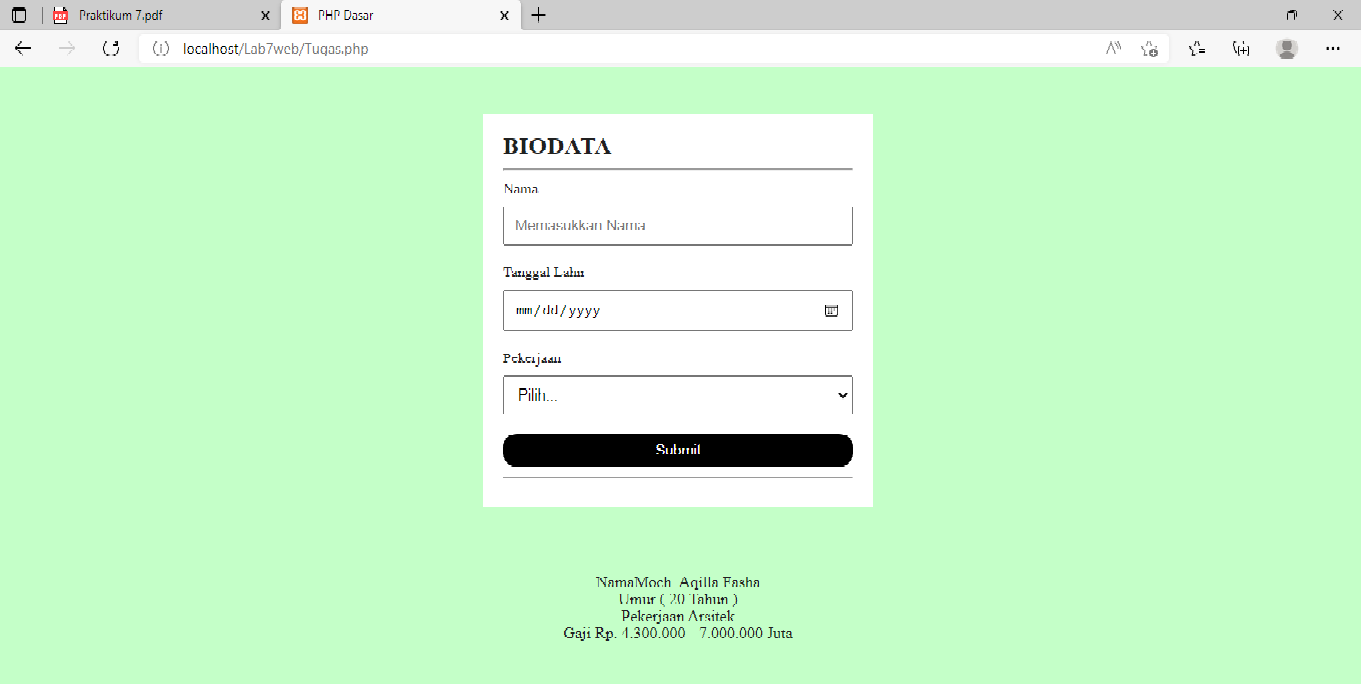 Praktikum 7.pdf
PHP Dasar
localhost/Lab7web/Tugas.php
BIODATA
Nama
Memasukkan Nama
Tanggal Lahir
mm/dd/yyyy
Pekerjaan
Pilih...
Submit
NamaMoch. Aqilla Fasha
Umur ( 20 Tahun )
Pekerjaan Arsitek
Gaji Rp. 4.300.000 - 7.000.000 Juta